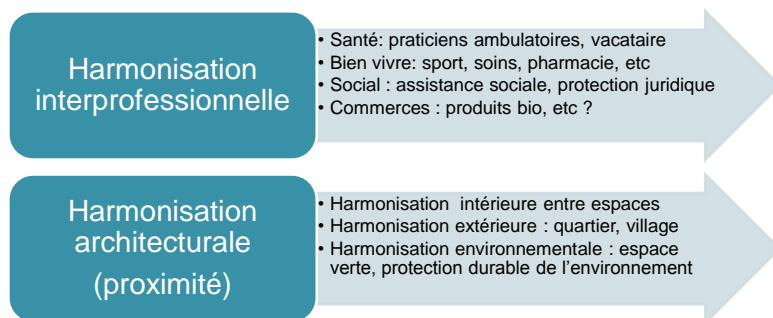 Harmonisation
interprofessionnelle
• Santé: praticiens ambulatoires, vacataire
• Bien vivre: sport, soins, pharmacie, etc
• Social : assistance sociale, protection juridique
• Commerces : produits bio, etc ?
Harmonisation
architecturale
(proximité)
• Harmonisation intérieure entre espaces
• Harmonisation extérieure : quartier, village
• Harmonisation environnementale : espace
verte, protection durable de l’environnement